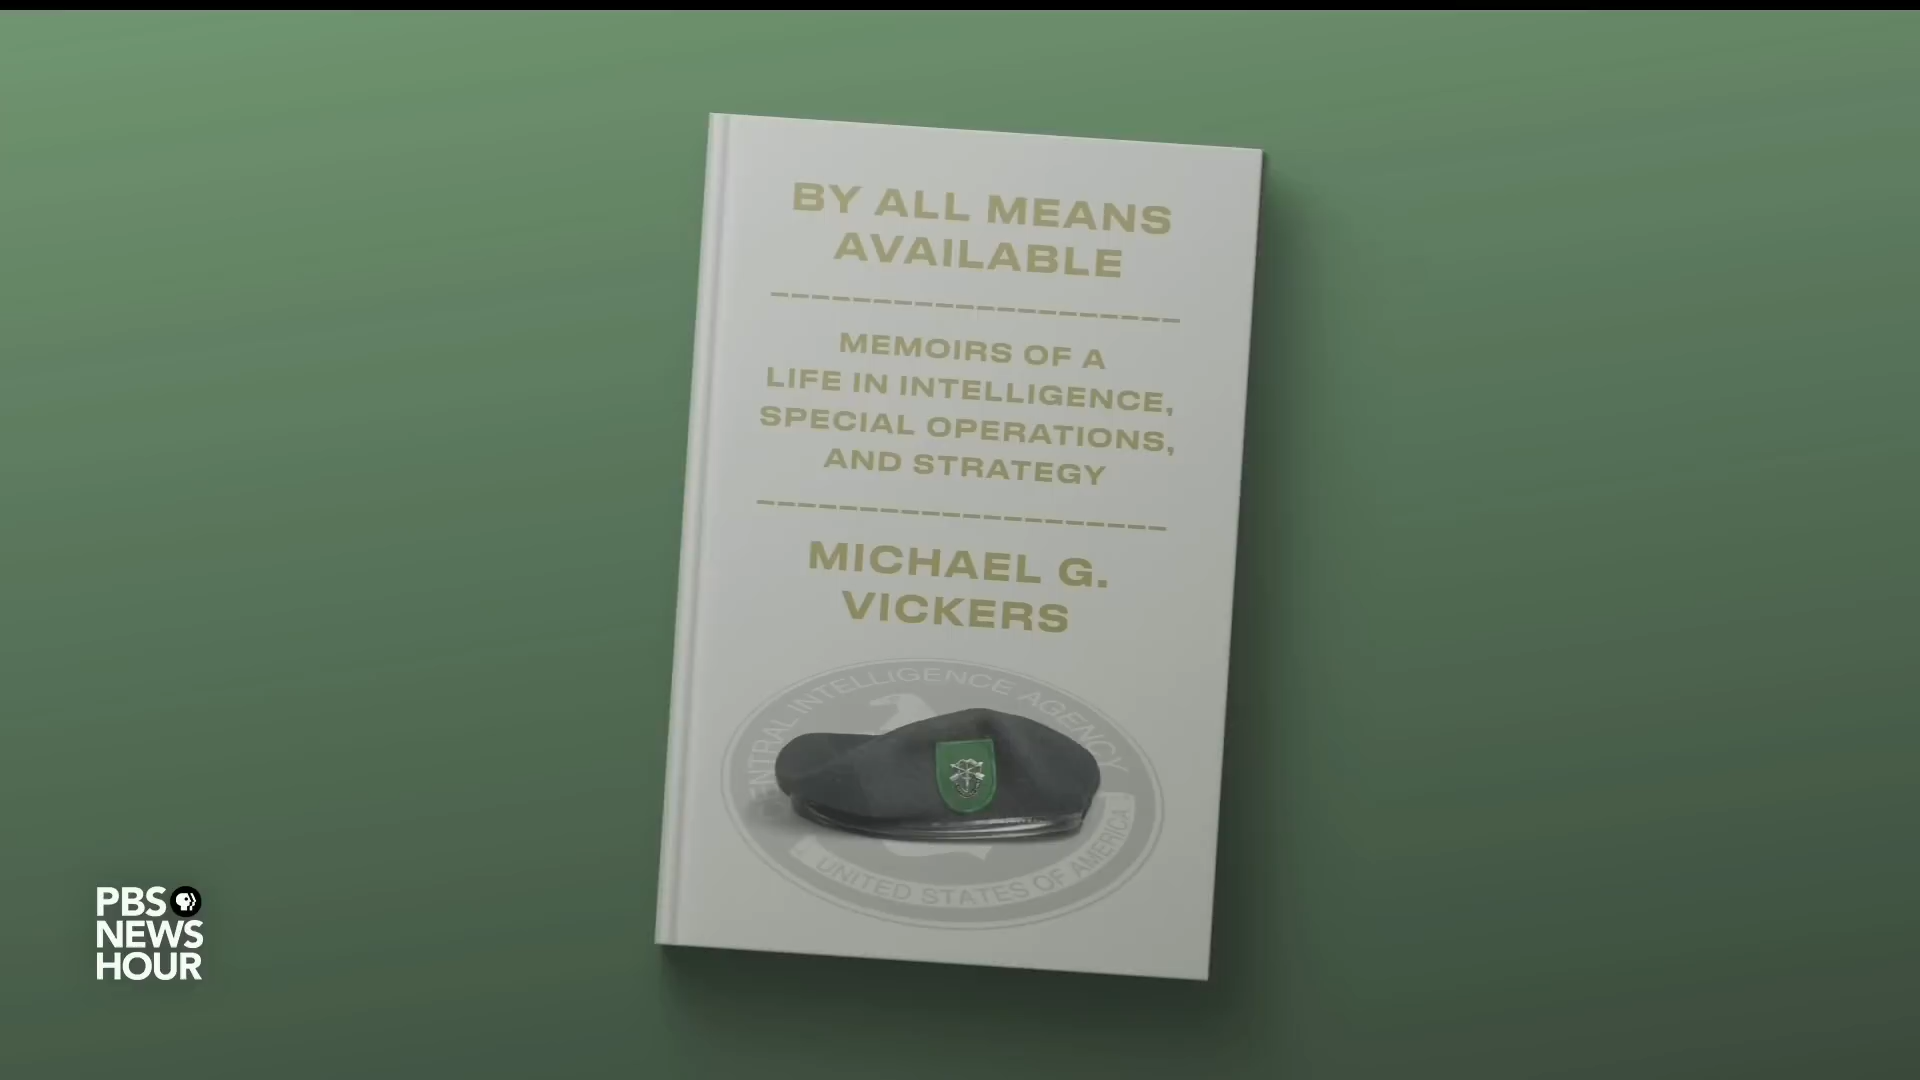 BY ALL MEANS
AVAILABLE
MEMOIRS OF A
LIFE IN INTELLIGENCE,
SPECIAL OPERATIONS,
AND STRATEGY
MICHAEL G.
VICKERS
CENTRAL INTELLIGENCE AGENCY
UNITED STATES OF AMERICA
PBS
NEWS
HOUR